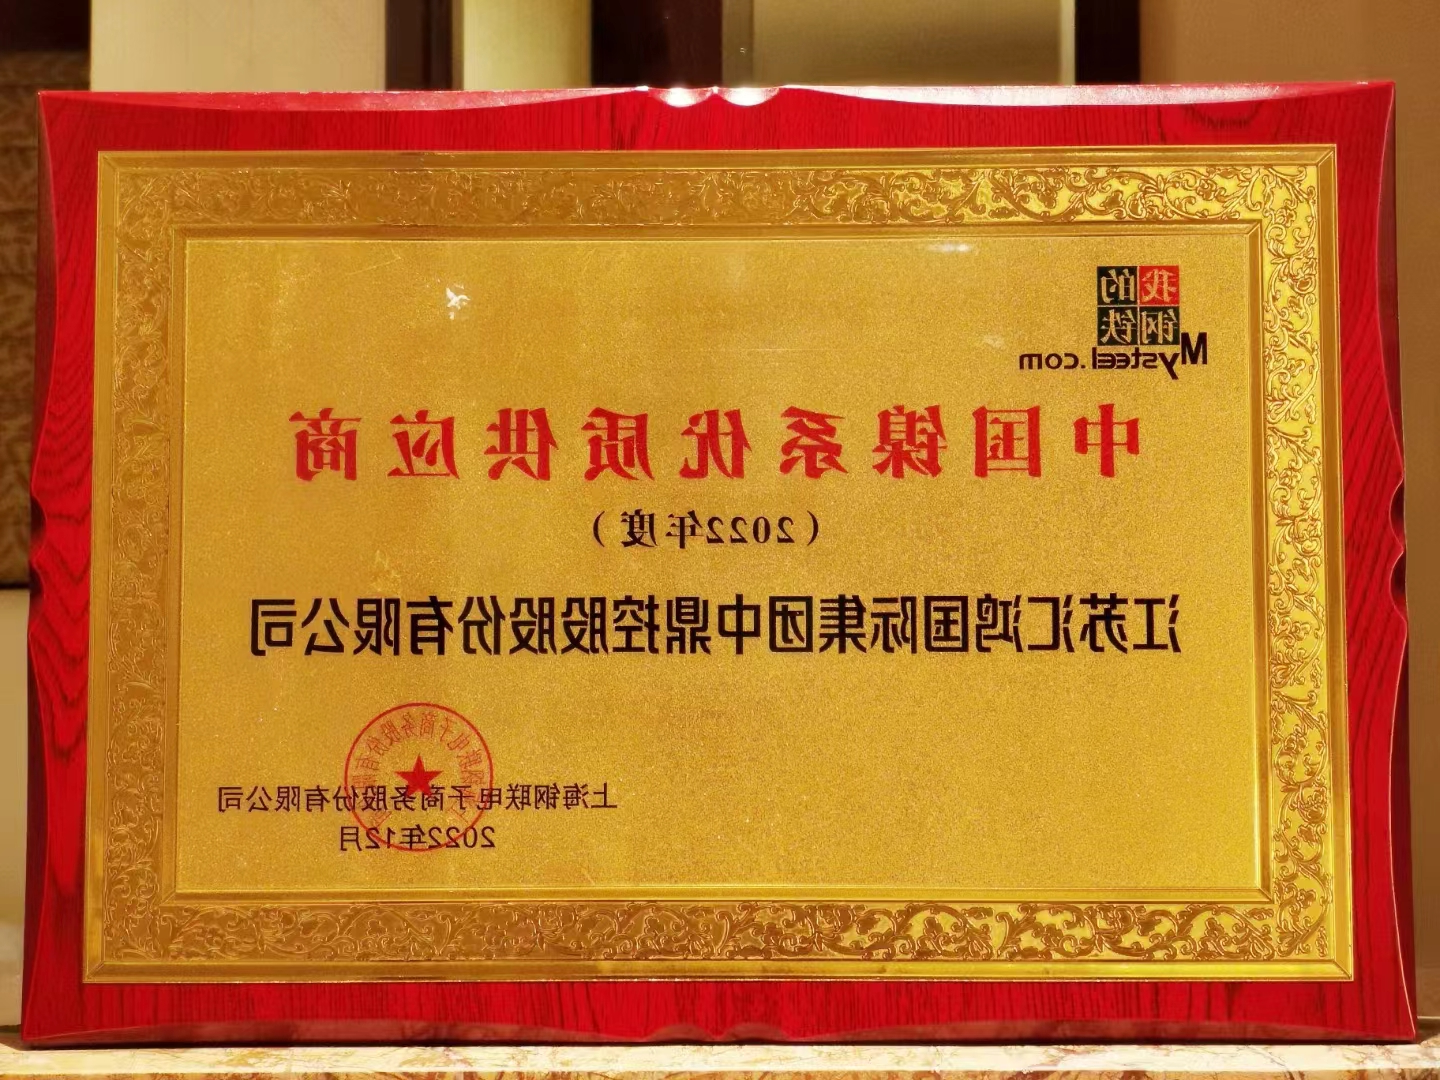 我的
钢铁
Mysteel.com
中国镍系优质供应商
(2022年度)
江苏汇鸿国际集团中鼎控股股份有限公司
上海钢联电子商务股份有限公司
2022年12月